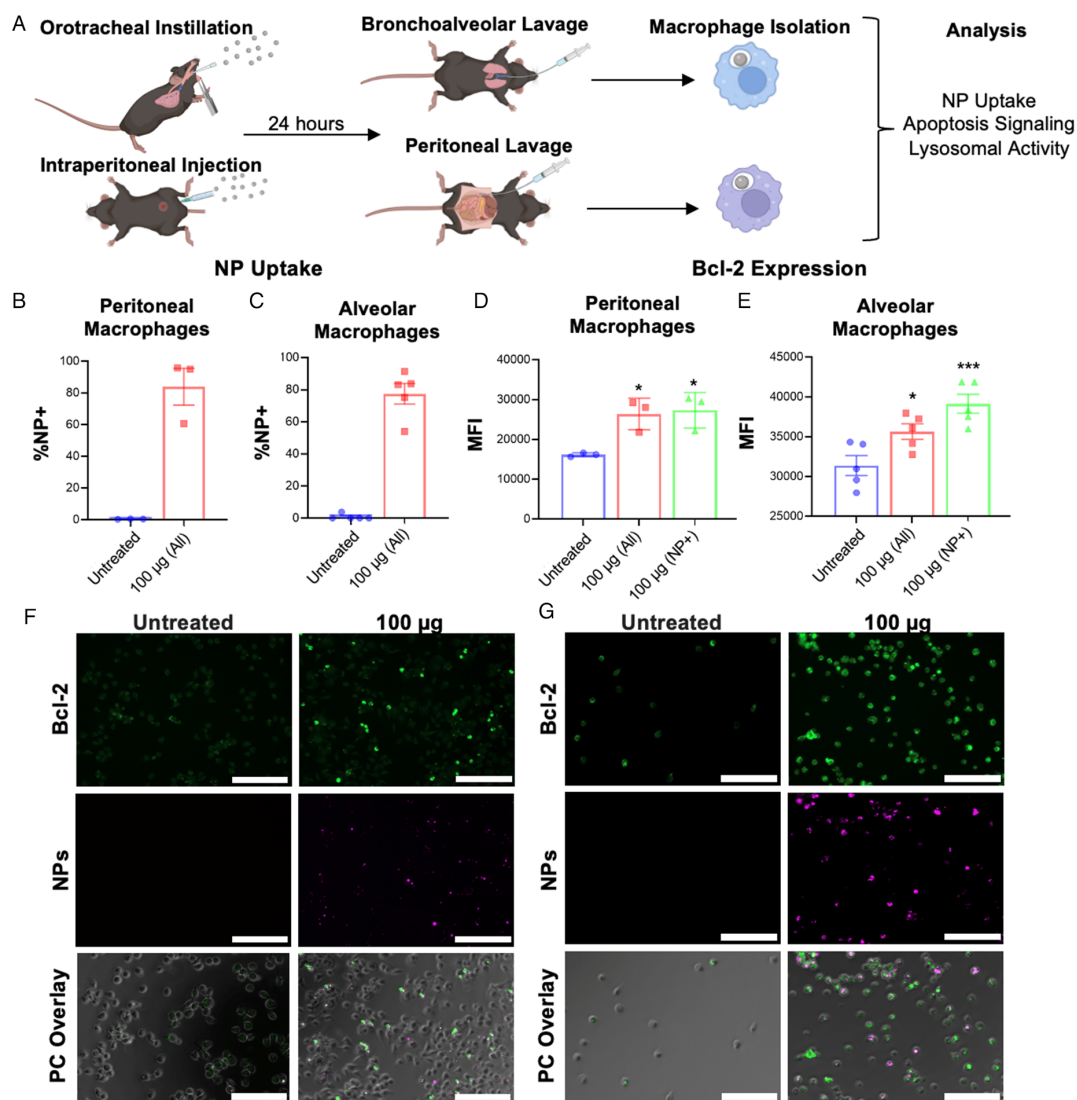 A
Orotracheal Instillation
Bronchoalveolar Lavage
Macrophage Isolation
Analysis
24 hours
NP Uptake
Apoptosis Signaling
Lysosomal Activity
Intraperitoneal Injection
Peritoneal Lavage
NP Uptake
Bcl-2 Expression
B
Peritoneal
Macrophages
%NP+
100
80
60
40
20
0
Untreated
100 µg (All)
C
Alveolar
Macrophages
%NP+
100
80
60
40
20
0
Untreated
100 µg (All)
D
Peritoneal
Macrophages
MFI
40000
30000
20000
10000
0
*
*
Untreated
100 µg (All)
100 µg (NP+)
E
Alveolar
Macrophages
MFI
45000
40000
35000
30000
25000
*
***
Untreated
100 µg (All)
100 µg (NP+)
F
Untreated
100 µg
Bcl-2
NPs
PC Overlay
G
Untreated
100 µg
Bcl-2
NPs
PC Overlay